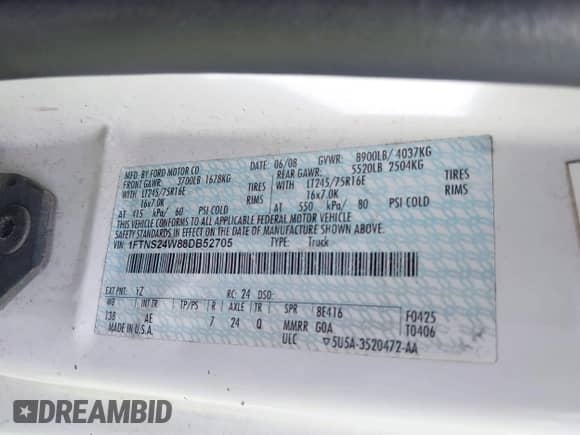 MFD. BY FORD MOTOR CO. DATE: 06/08 GVWR: 8900LB/ 4037KG
FRONT GAWR: 3700LB 1678KG REAR GAWR: 5520LB 2504KG
WITH LT245/75R16E TIRES WITH LT245/75R16E TIRES
16x7.0K RIMS 16x7.0K RIMS
AT 415 kPa/ 60 PSI COLD AT 550 kPa/ 80 PSI COLD
THIS VEHICLE CONFORMS TO ALL APPLICABLE FEDERAL MOTOR VEHICLE
SAFETY STANDARDS IN EFFECT ON THE DATE OF MANUFACTURE SHOWN ABOVE.
VIN: 1FTNS24W88DB52705 TYPE: Truck
EXT PNT: YZ RC: 24 DSO:
WB INT TR TP/PS R AXLE TR SPR 8E416 F0425
138 AE 7 24 Q MMRR GOA T0406
MADE IN U.S.A. ULC ▽5U5A-3520472-AA
DREAMBID